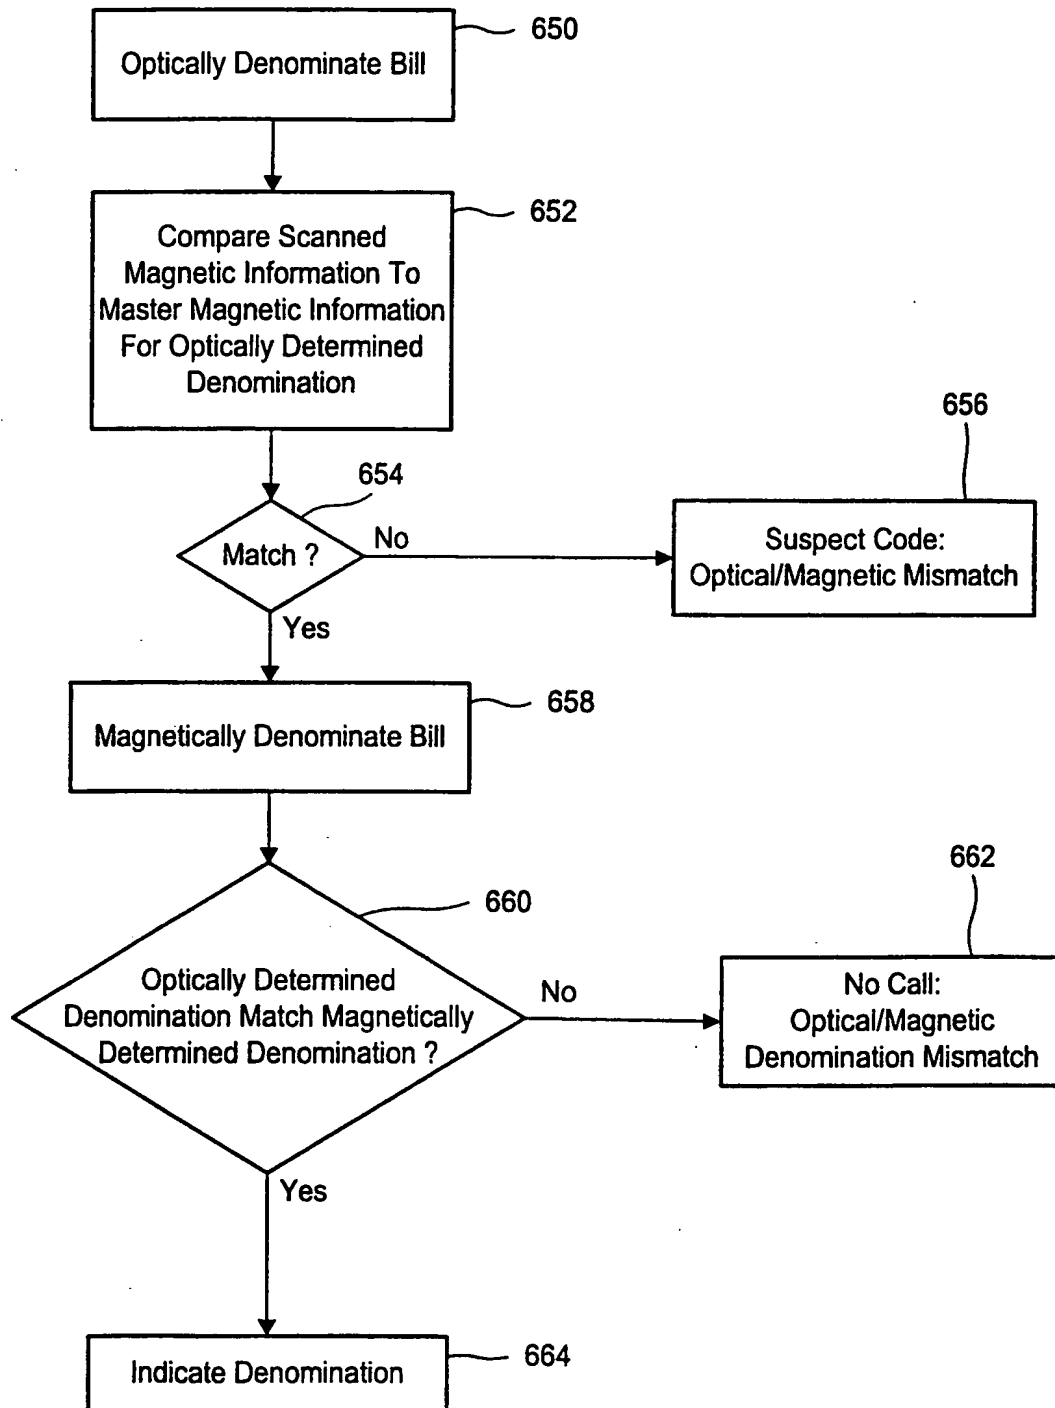 650
Optically Denominate Bill
652
Compare Scanned
Magnetic Information To
Master Magnetic Information
For Optically Determined
Denomination
656
654
Match ?
No
Suspect Code:
Optical/Magnetic Mismatch
Yes
658
Magnetically Denominate Bill
662
660
Optically Determined
Denomination Match Magnetically
Determined Denomination ?
No
No Call:
Optical/Magnetic
Denomination Mismatch
Yes
664
Indicate Denomination